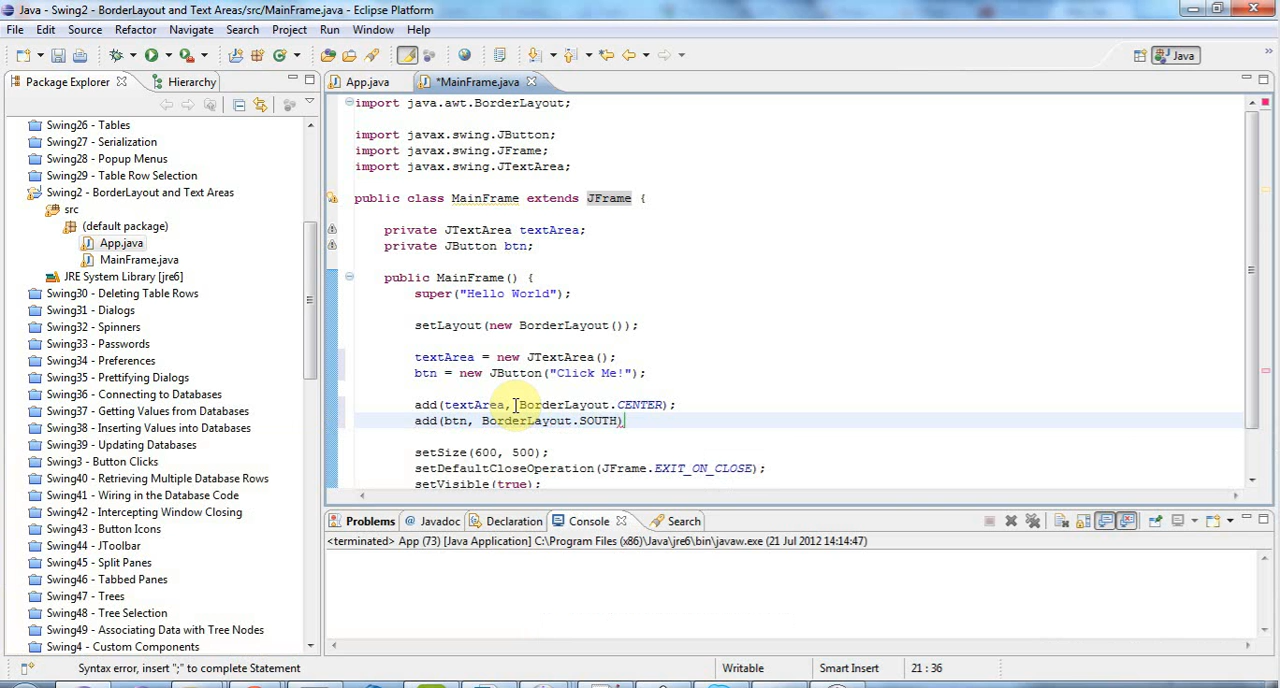 Java - Swing2 - BorderLayout and Text Areas/src/MainFrame.java - Eclipse Platform
File Edit Source Refactor Navigate Search Project Run Window Help
Java
Package Explorer Hierarchy
App.java *MainFrame.java
Swing26 - Tables
Swing27 - Serialization
Swing28 - Popup Menus
Swing29 - Table Row Selection
Swing2 - BorderLayout and Text Areas
src
(default package)
App.java
MainFrame.java
JRE System Library [jre6]
Swing30 - Deleting Table Rows
Swing31 - Dialogs
Swing32 - Spinners
Swing33 - Passwords
Swing34 - Preferences
Swing35 - Prettifying Dialogs
Swing36 - Connecting to Databases
Swing37 - Getting Values from Databases
Swing38 - Inserting Values into Databases
Swing39 - Updating Databases
Swing3 - Button Clicks
Swing40 - Retrieving Multiple Database Rows
Swing41 - Wiring in the Database Code
Swing42 - Intercepting Window Closing
Swing43 - Button Icons
Swing44 - JToolbar
Swing45 - Split Panes
Swing46 - Tabbed Panes
Swing47 - Trees
Swing48 - Tree Selection
Swing49 - Associating Data with Tree Nodes
Swing4 - Custom Components
import java.awt.BorderLayout;
import javax.swing.JButton;
import javax.swing.JFrame;
import javax.swing.JTextArea;
public class MainFrame extends JFrame {
private JTextArea textArea;
private JButton btn;
public MainFrame() {
super("Hello World");
setLayout(new BorderLayout());
textArea = new JTextArea();
btn = new JButton("Click Me!");
add(textArea, BorderLayout.CENTER);
add(btn, BorderLayout.SOUTH)
setSize(600, 500);
setDefaultCloseOperation(JFrame.EXIT_ON_CLOSE);
setVisible(true);
Problems Javadoc Declaration Console Search
<terminated> App (73) [Java Application] C:\Program Files (x86)\Java\jre6\bin\javaw.exe (21 Jul 2012 14:14:47)
Syntax error, insert ";" to complete Statement Writable Smart Insert 21 : 36